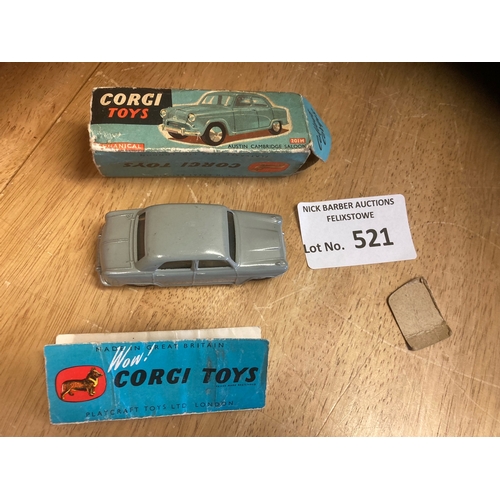 CORGI
TOYS
201M
AUSTIN CAMBRIDGE SALOON
CORGI TOYS
NICK BARBER AUCTIONS
FELIXSTOWE
Lot No. 521
MADE IN GREAT BRITAIN
Wow!
CORGI TOYS
PLAYCRAFT TOYS LTD. LONDON